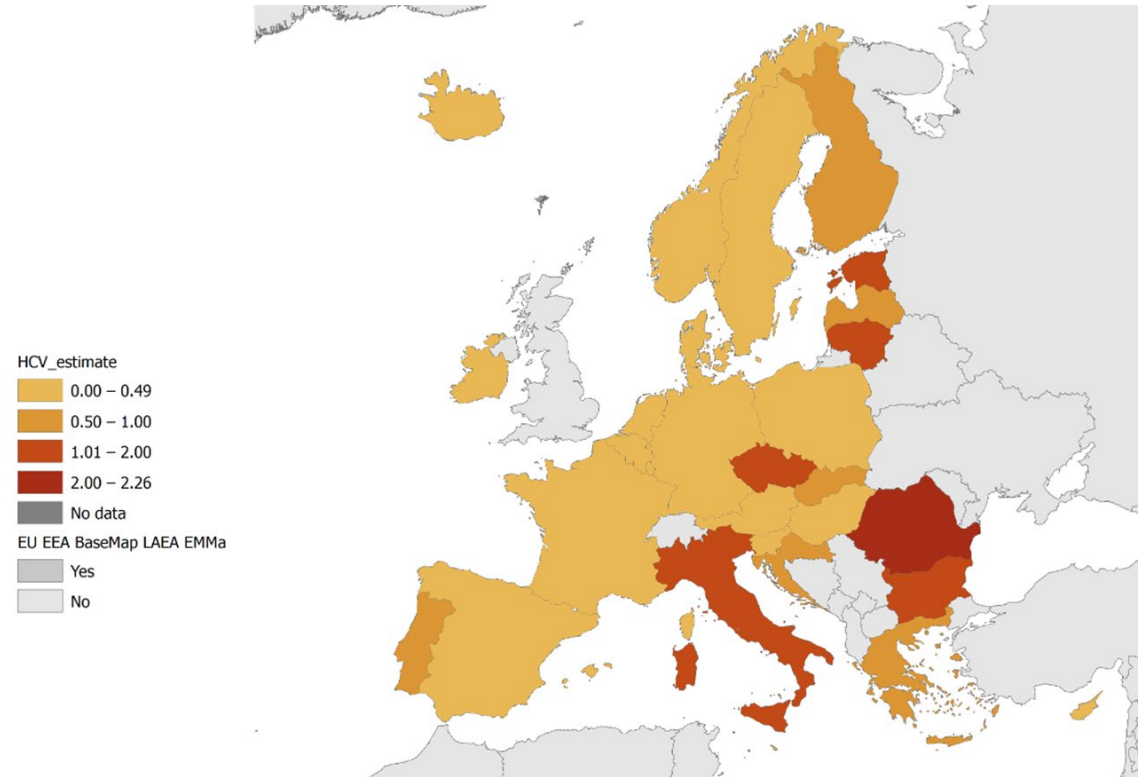 HCV_estimate
0.00 – 0.49
0.50 – 1.00
1.01 – 2.00
2.00 – 2.26
No data
EU EEA BaseMap LAEA EMMa
Yes
No